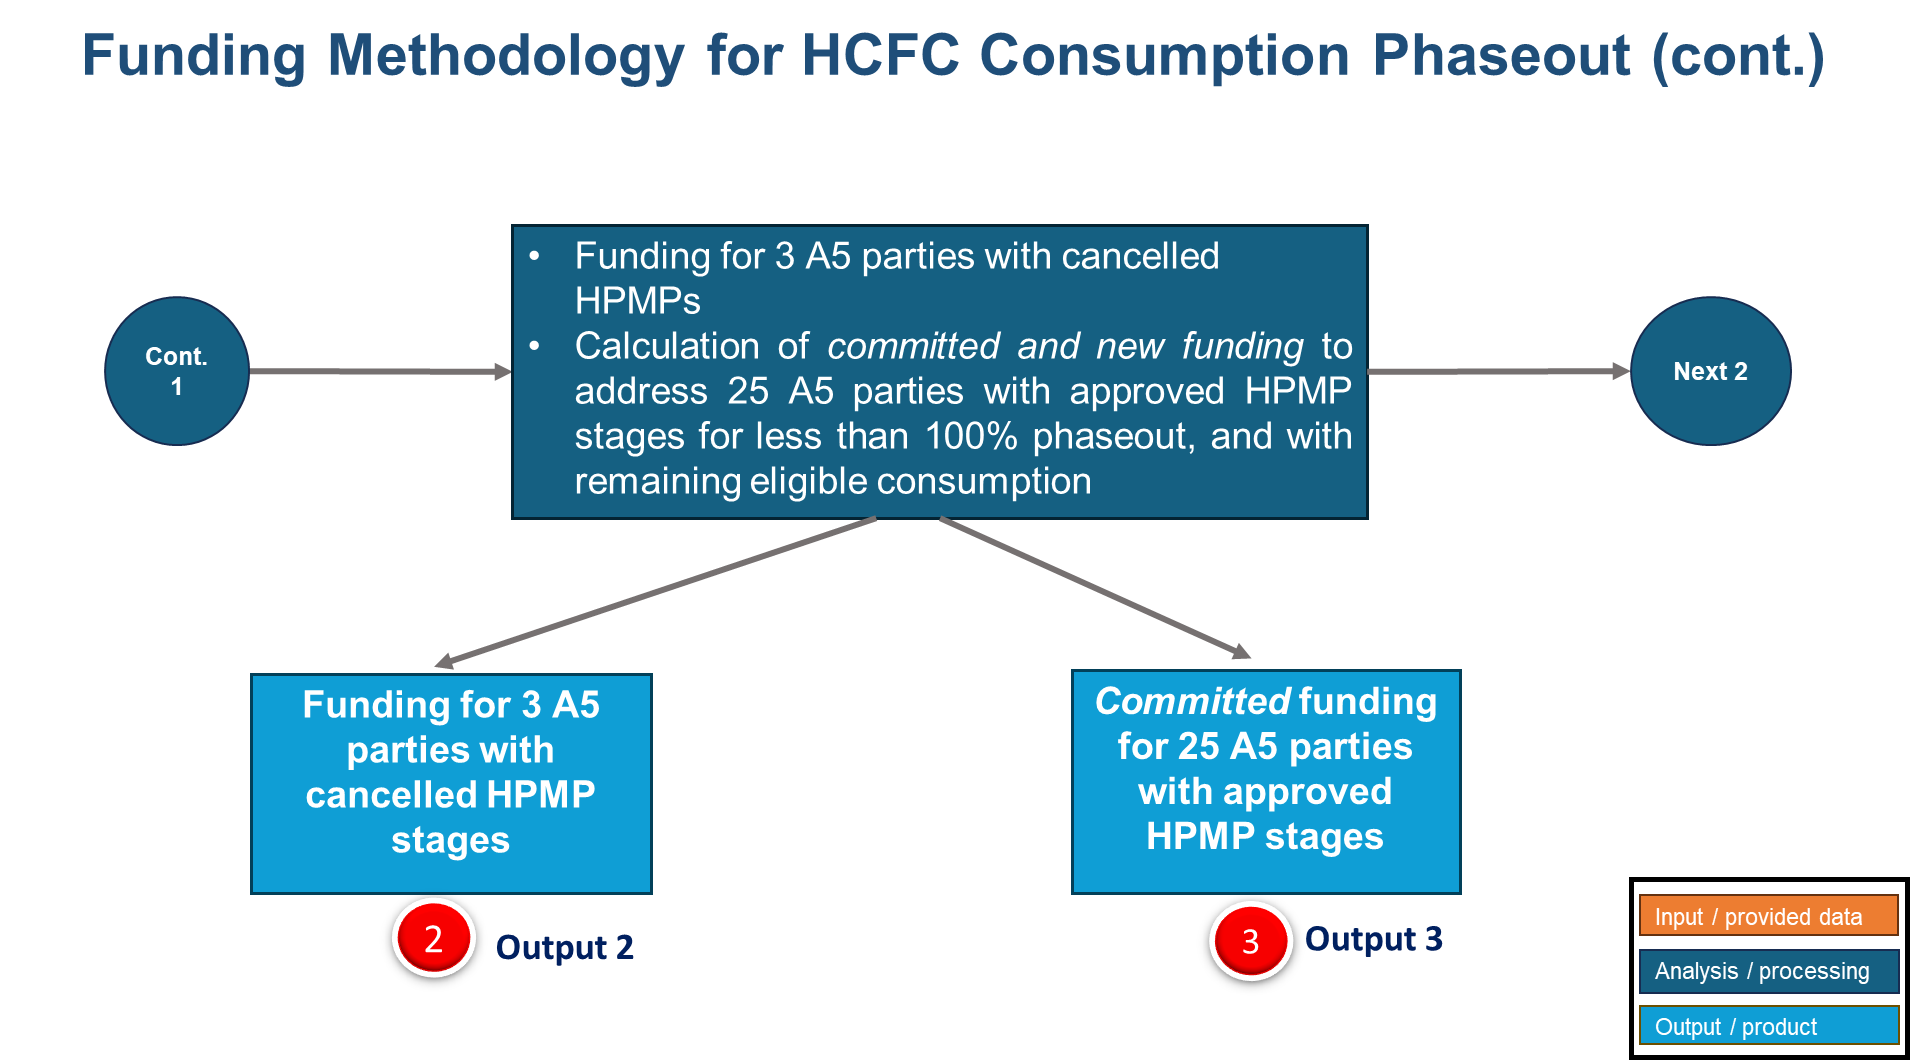 Funding Methodology for HCFC Consumption Phaseout (cont.)
• Funding for 3 A5 parties with cancelled
HPMPs
• Calculation of committed and new funding to
address 25 A5 parties with approved HPMP
stages for less than 100% phaseout, and with
remaining eligible consumption
Cont.
1
Next 2
Funding for 3 A5
parties with
cancelled HPMP
stages
2
Output 2
Committed funding
for 25 A5 parties
with approved
HPMP stages
3
Output 3
Input / provided data
Analysis / processing
Output / product